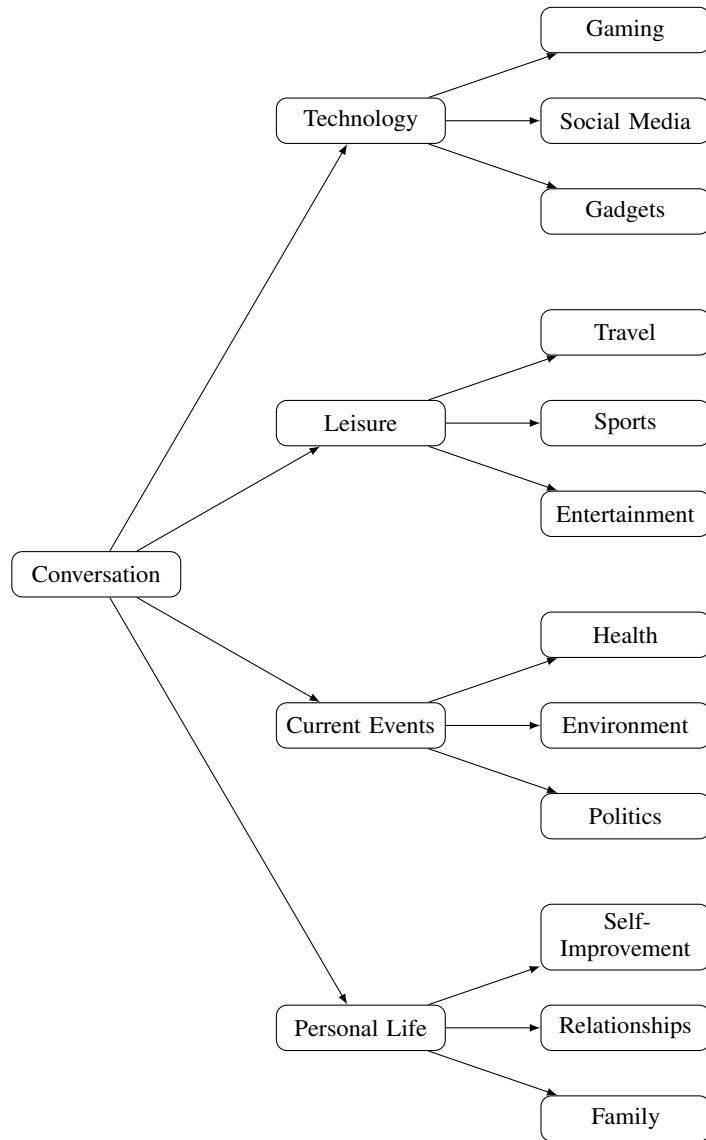 Gaming
Technology
Social Media
Gadgets
Travel
Leisure
Sports
Entertainment
Conversation
Health
Current Events
Environment
Politics
Self-
Improvement
Personal Life
Relationships
Family